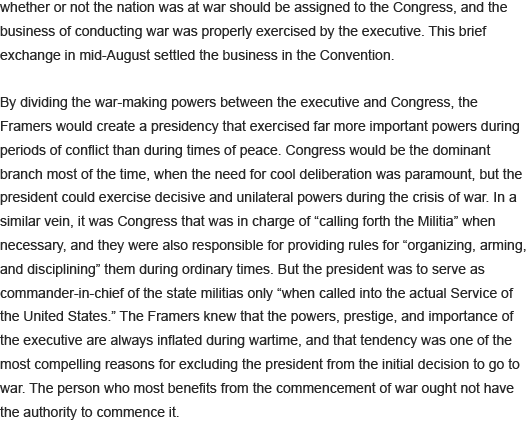 whether or not the nation was at war should be assigned to the Congress, and the
business of conducting war was properly exercised by the executive. This brief
exchange in mid-August settled the business in the Convention.
By dividing the war-making powers between the executive and Congress, the
Framers would create a presidency that exercised far more important powers during
periods of conflict than during times of peace. Congress would be the dominant
branch most of the time, when the need for cool deliberation was paramount, but the
president could exercise decisive and unilateral powers during the crisis of war. In a
similar vein, it was Congress that was in charge of “calling forth the Militia” when
necessary, and they were also responsible for providing rules for “organizing, arming,
and disciplining” them during ordinary times. But the president was to serve as
commander-in-chief of the state militias only “when called into the actual Service of
the United States.” The Framers knew that the powers, prestige, and importance of
the executive are always inflated during wartime, and that tendency was one of the
most compelling reasons for excluding the president from the initial decision to go to
war. The person who most benefits from the commencement of war ought not have
the authority to commence it.